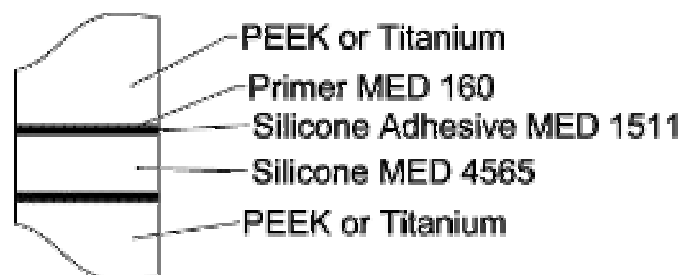 PEEK or Titanium
Primer MED 160
Silicone Adhesive MED 1511
Silicone MED 4565
PEEK or Titanium